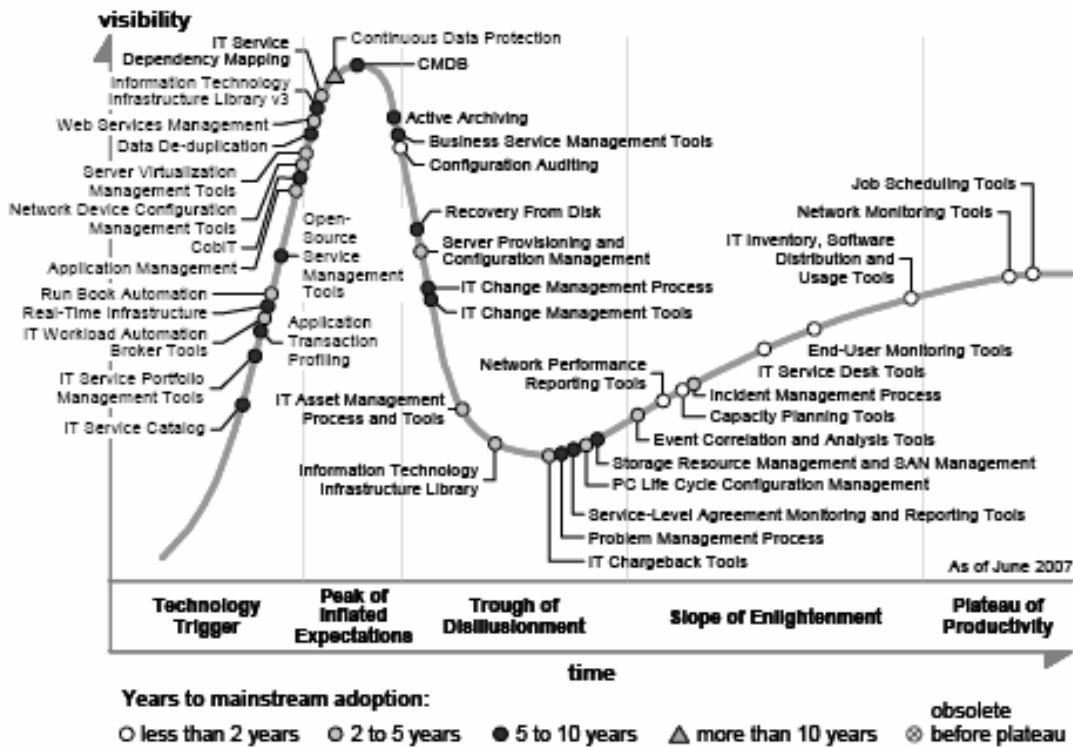 visibility
IT Service
Dependency Mapping
Continuous Data Protection
CMDB
Information Technology
Infrastructure Library v3
Web Services Management
Data De-duplication
Server Virtualization
Management Tools
Network Device Configuration
Management Tools
CobIT
Application Management
Open-
Source
Service
Management
Tools
Run Book Automation
Real-Time Infrastructure
IT Workload Automation
Broker Tools
Application
Transaction
Profiling
IT Service Portfolio
Management Tools
IT Service Catalog
Active Archiving
Business Service Management Tools
Configuration Auditing
Recovery From Disk
Server Provisioning and
Configuration Management
IT Change Management Process
IT Change Management Tools
IT Asset Management
Process and Tools
Information Technology
Infrastructure Library
Network Performance
Reporting Tools
Job Scheduling Tools
Network Monitoring Tools
IT Inventory, Software
Distribution and
Usage Tools
End-User Monitoring Tools
IT Service Desk Tools
Incident Management Process
Capacity Planning Tools
Event Correlation and Analysis Tools
Storage Resource Management and SAN Management
PC Life Cycle Configuration Management
Service-Level Agreement Monitoring and Reporting Tools
Problem Management Process
IT Chargeback Tools
As of June 2007
Technology
Trigger
Peak of
Inflated
Expectations
Trough of
Disillusionment
Slope of Enlightenment
Plateau of
Productivity
time
Years to mainstream adoption:
less than 2 years
2 to 5 years
5 to 10 years
more than 10 years
obsolete
before plateau